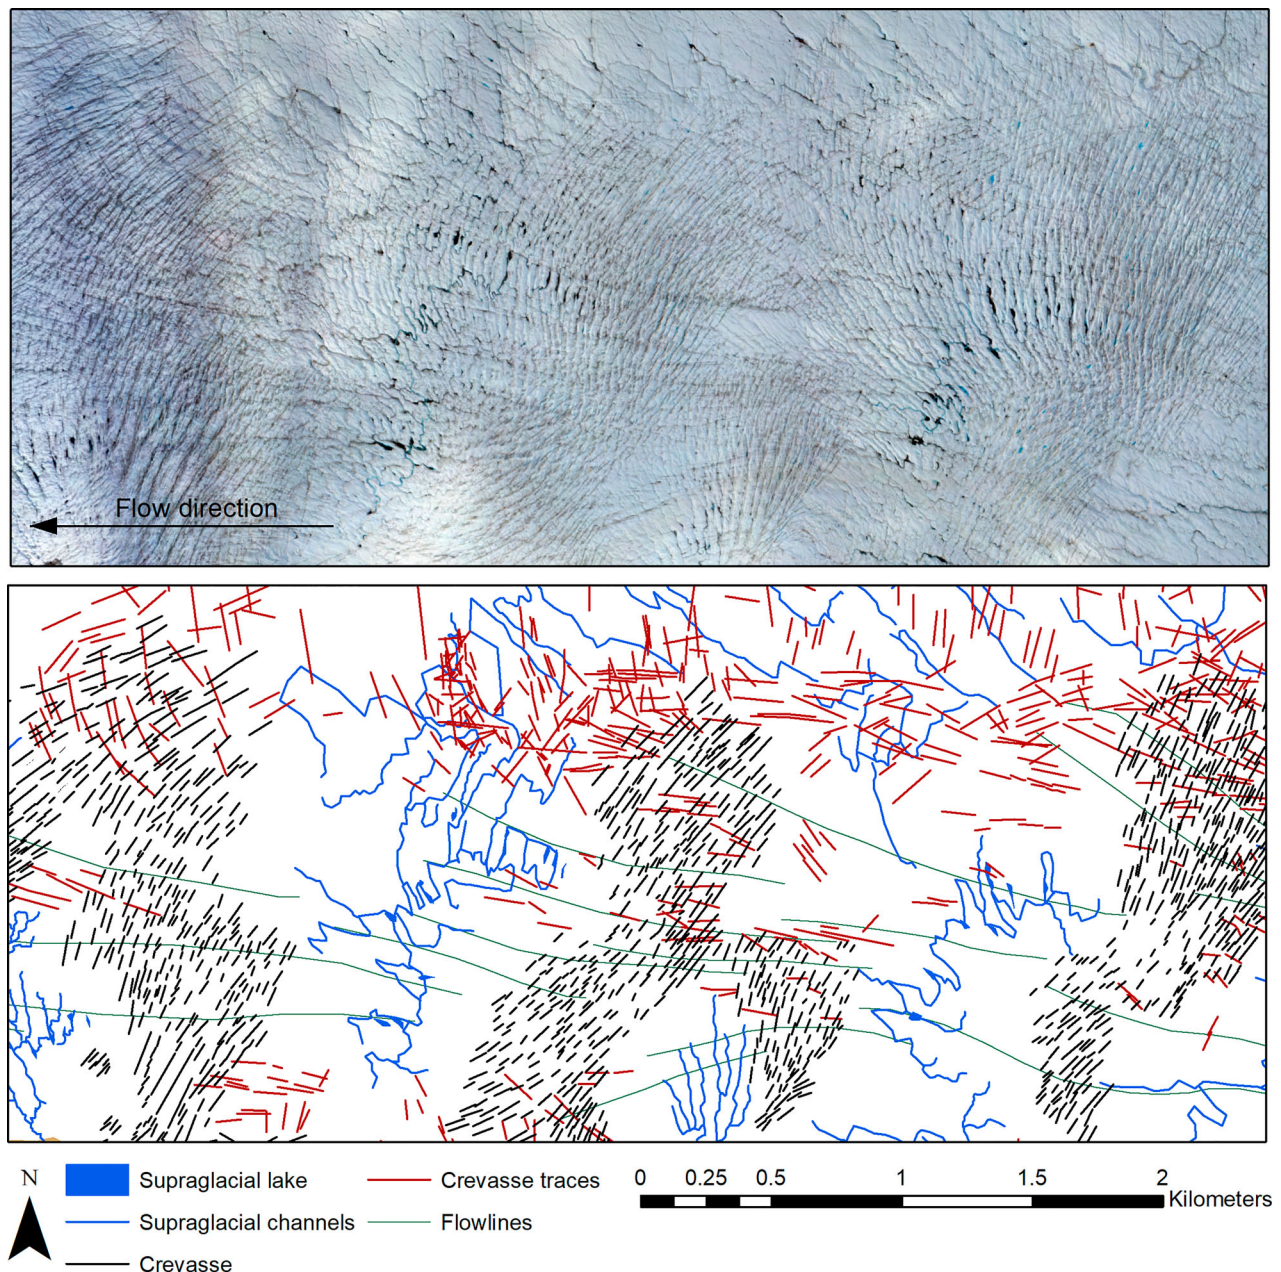 Flow direction
N
Supraglacial lake
Supraglacial channels
Crevasse
Crevasse traces
Flowlines
0 0.25 0.5 1 1.5 2
Kilometers